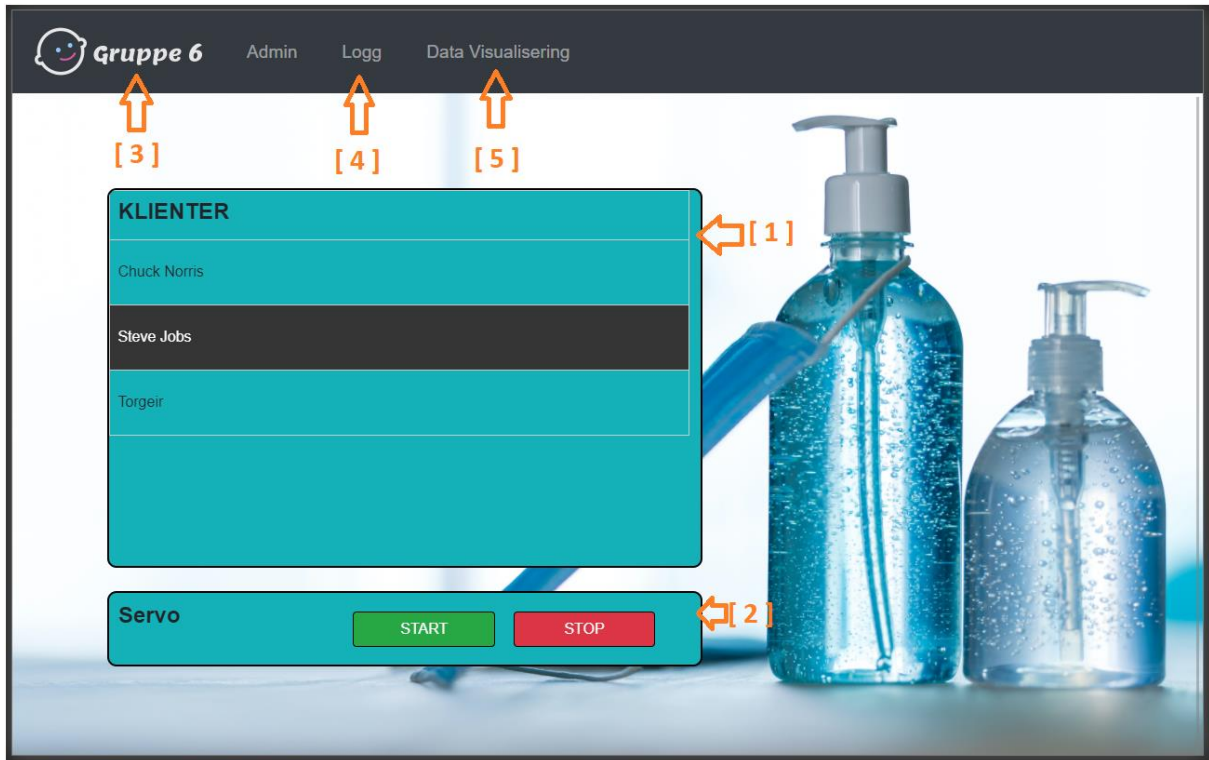 Gruppe 6 Admin Logg Data Visualisering
[ 3 ] [ 4 ] [ 5 ]
KLIENTER
[ 1 ]
Chuck Norris
Steve Jobs
Torgeir
Servo START STOP
[ 2 ]